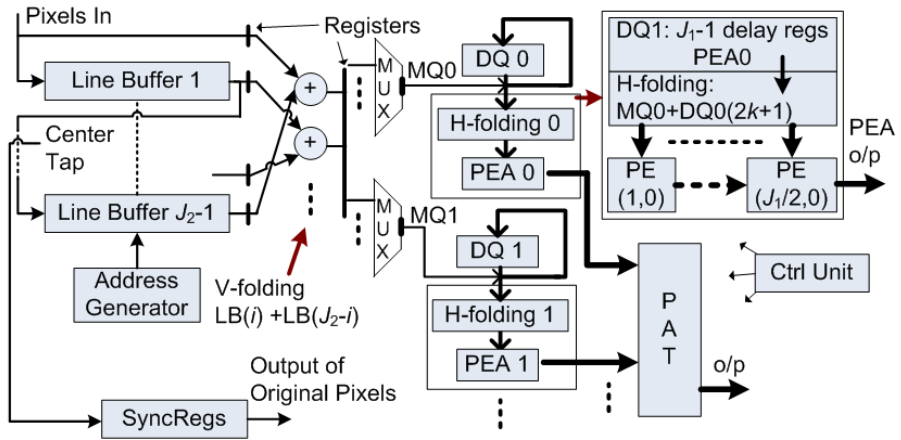 Pixels In
Registers
Line Buffer 1
Center
Tap
Line Buffer J2-1
Address
Generator
+
+
V-folding
LB(i) +LB(J2-i)
MUX
MQ0
MUX
MQ1
DQ 0
H-folding 0
PEA 0
DQ 1
H-folding 1
PEA 1
DQ1: J1-1 delay regs
PEA0
H-folding:
MQ0+DQ0(2k+1)
PE
(1,0)
PE
(J1/2,0)
PEA
o/p
PAT
Ctrl Unit
o/p
Output of
Original Pixels
SyncRegs